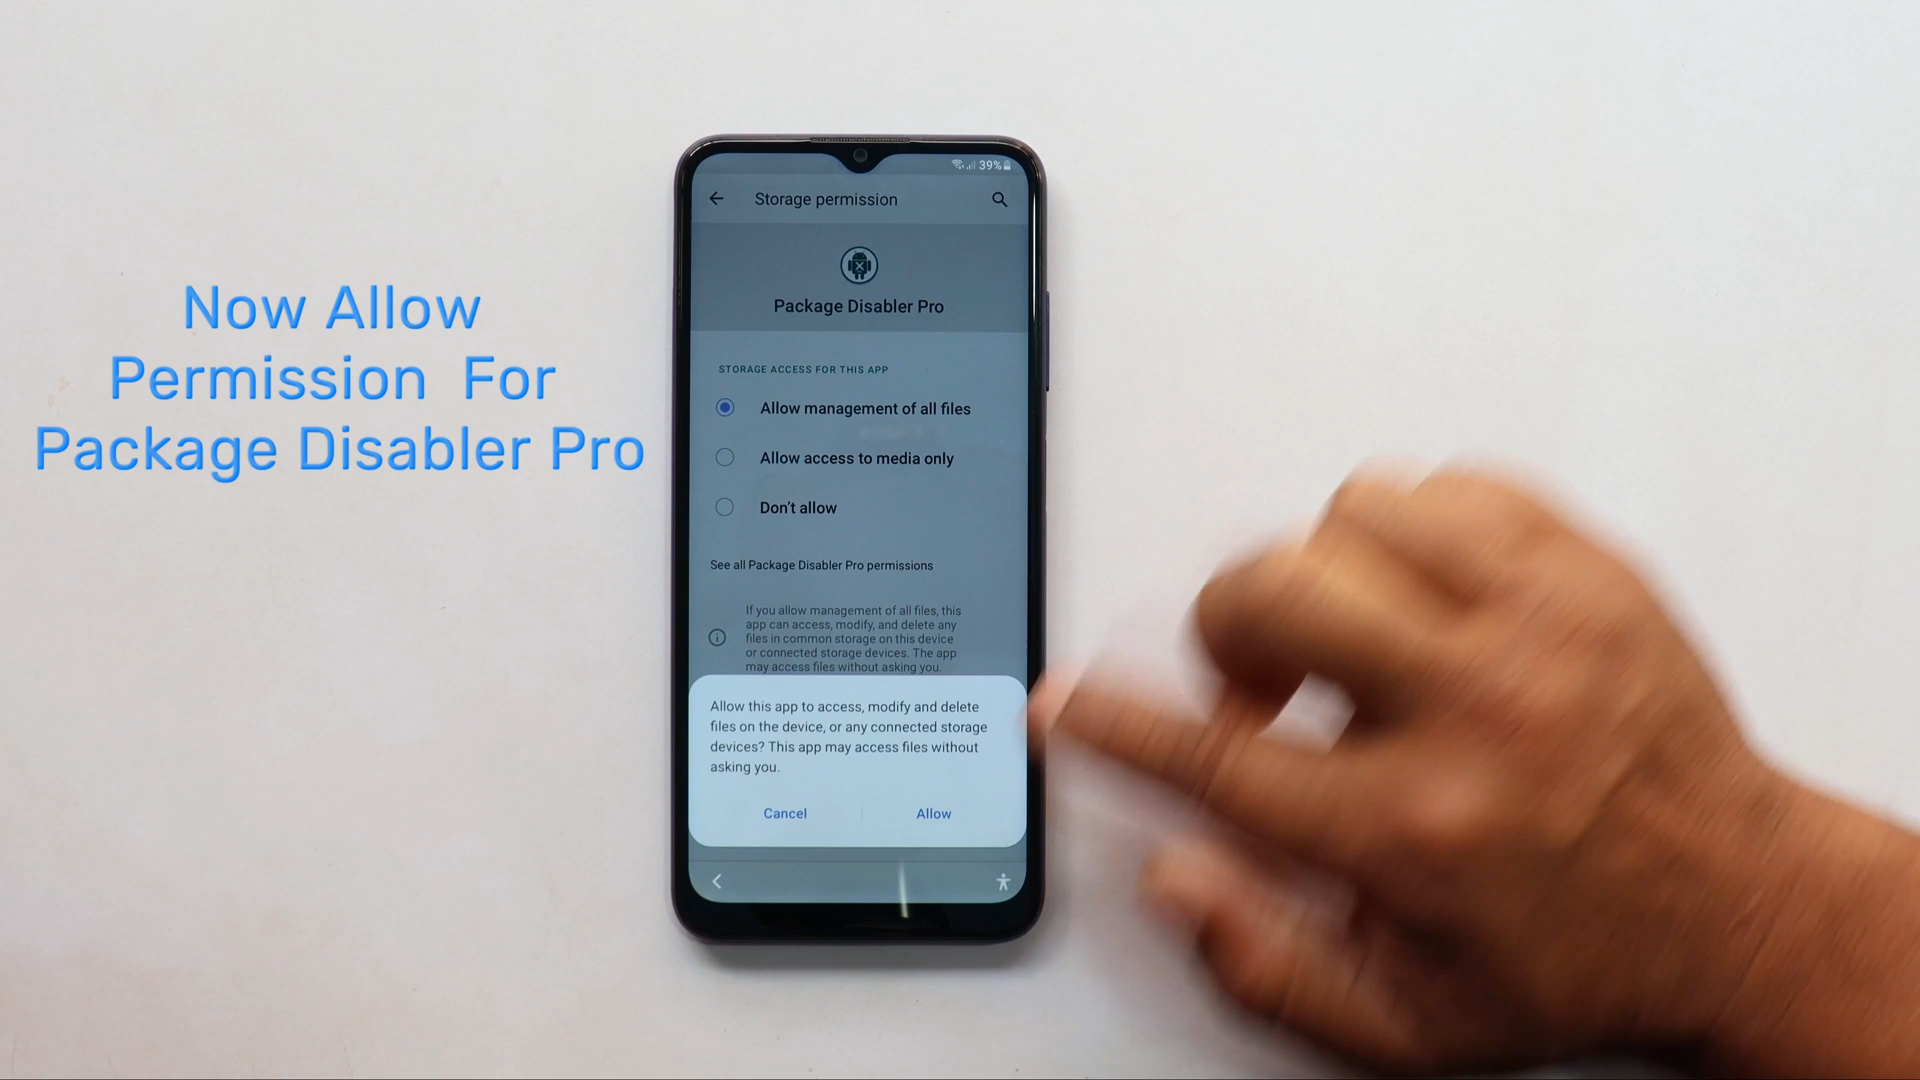 Now Allow
Permission For
Package Disabler Pro
39%
Storage permission
Package Disabler Pro
STORAGE ACCESS FOR THIS APP
Allow management of all files
Allow access to media only
Don't allow
See all Package Disabler Pro permissions
If you allow management of all files, this
app can access, modify, and delete any
files in common storage on this device
or connected storage devices. The app
may access files without asking you.
Allow this app to access, modify and delete
files on the device, or any connected storage
devices? This app may access files without
asking you.
Cancel Allow